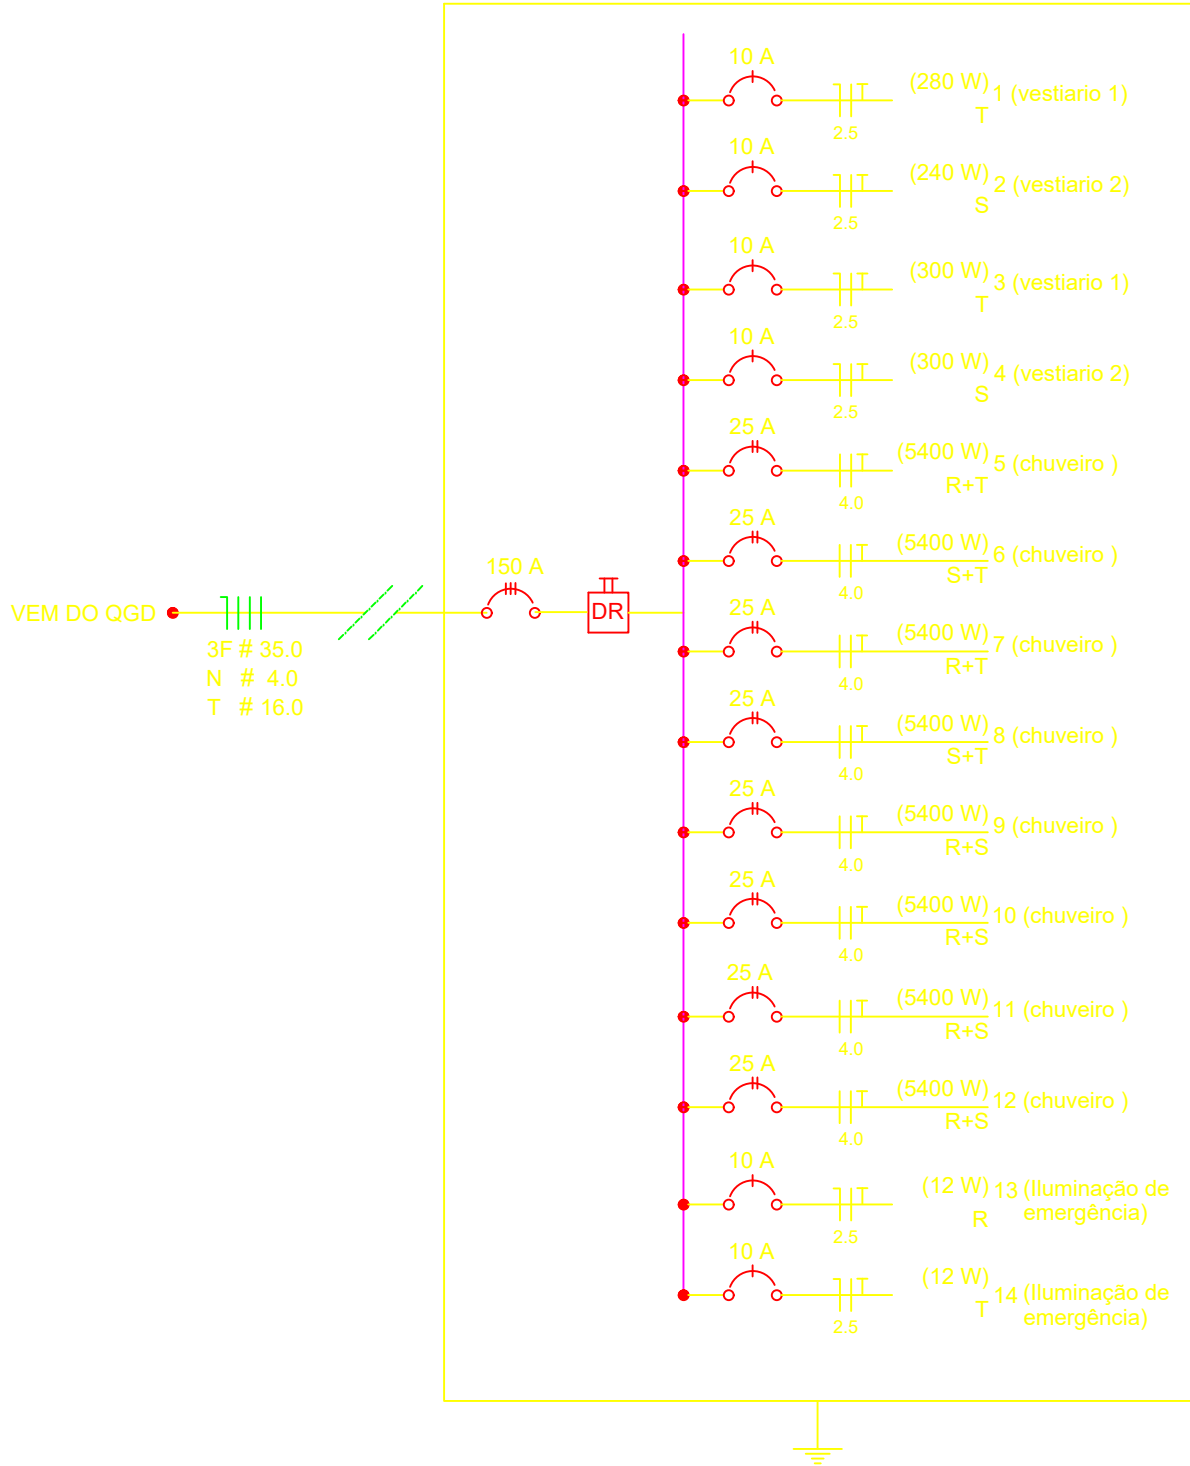 10 A
(280 W) 1 (vestiario 1)
T
T
2.5
10 A
(240 W) 2 (vestiario 2)
T
S
2.5
10 A
(300 W) 3 (vestiario 1)
T
T
2.5
10 A
(300 W) 4 (vestiario 2)
T
S
2.5
25 A
(5400 W) 5 (chuveiro )
T
R+T
4.0
25 A
(5400 W) 6 (chuveiro )
T
S+T
4.0
150 A
VEM DO QGD
DR
3F # 35.0
N # 4.0
T # 16.0
25 A
(5400 W) 7 (chuveiro )
T
R+T
4.0
25 A
(5400 W) 8 (chuveiro )
T
S+T
4.0
25 A
(5400 W) 9 (chuveiro )
T
R+S
4.0
25 A
(5400 W) 10 (chuveiro )
T
R+S
4.0
25 A
(5400 W) 11 (chuveiro )
T
R+S
4.0
25 A
(5400 W) 12 (chuveiro )
T
R+S
4.0
10 A
(12 W) 13 (Iluminação de
emergência)
T
R
2.5
10 A
(12 W) 14 (Iluminação de
emergência)
T
T
2.5